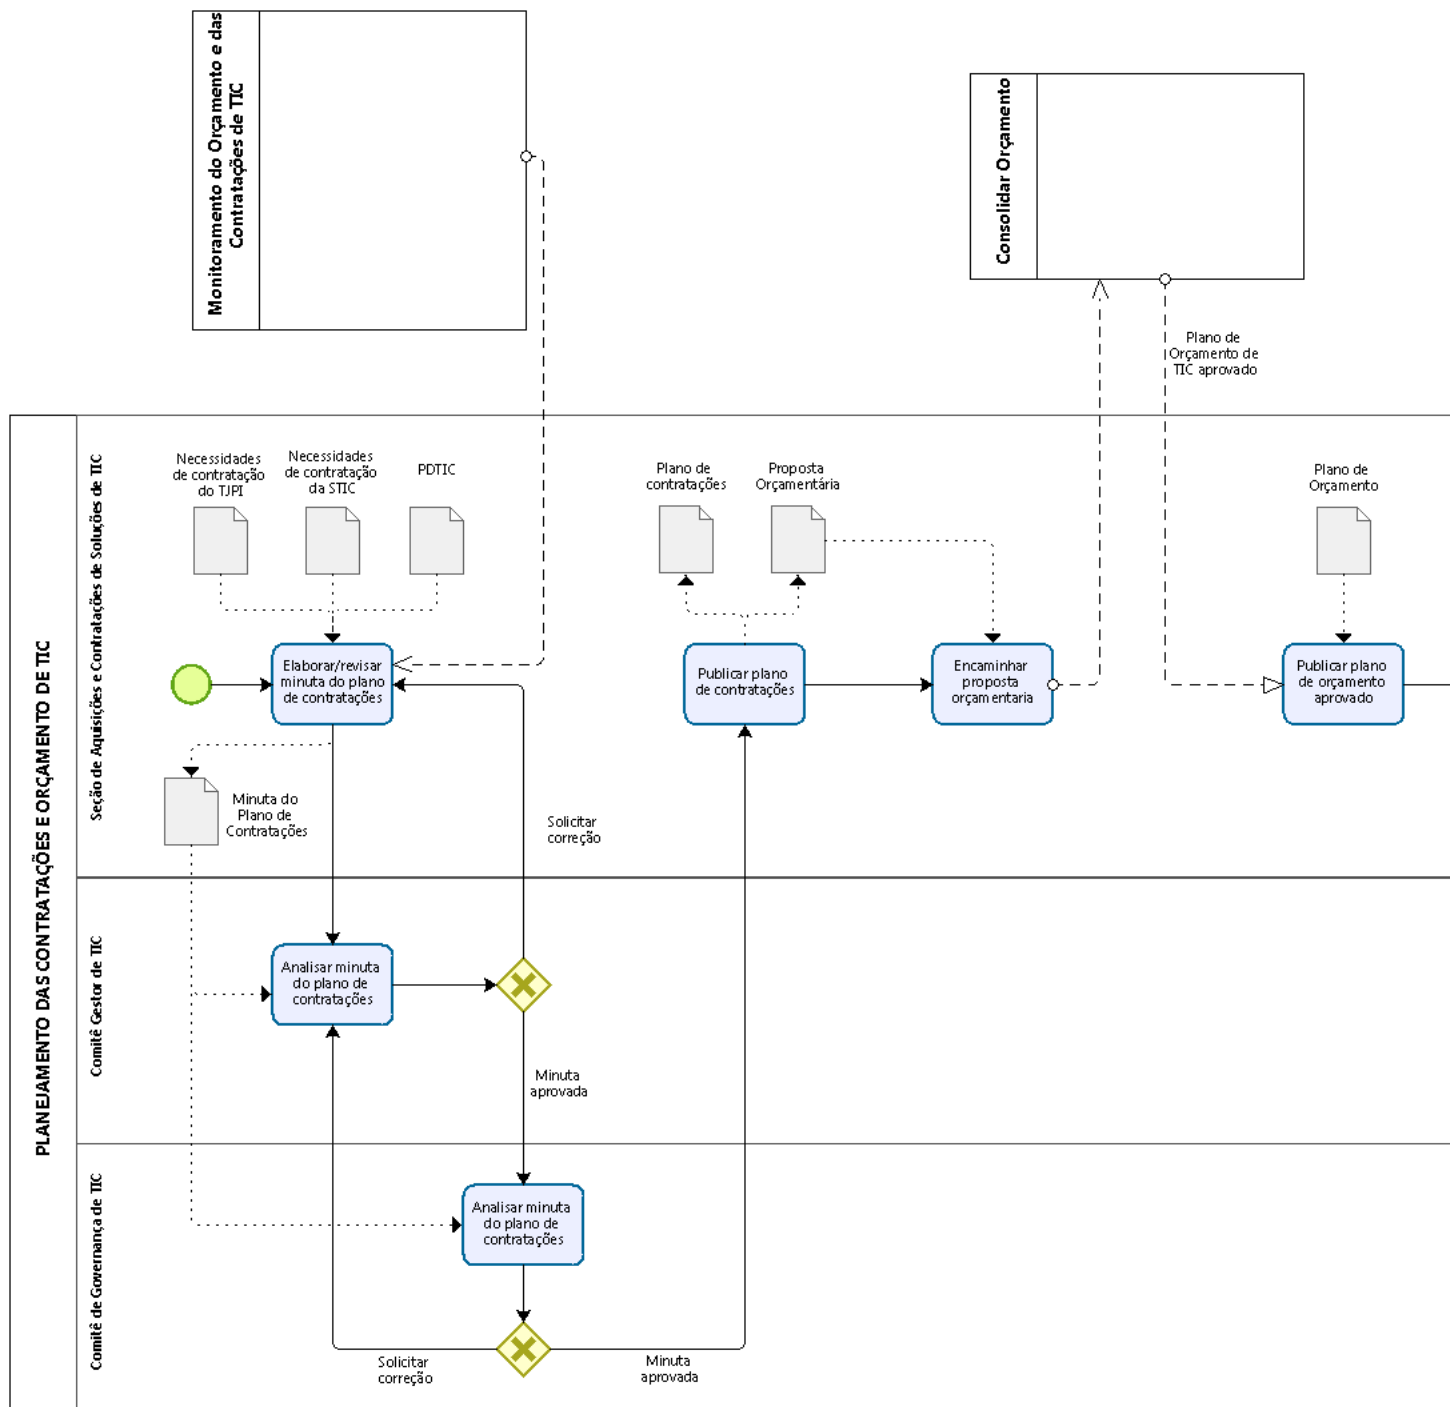 Monitoramento do Orçamento e das
Contratações de TIC
Consolidar Orçamento
Plano de
Orçamento de
TIC aprovado
PLANEJAMENTO DAS CONTRATAÇÕES E ORÇAMENTO DE TIC
Seção de Aquisições e Contratações de Soluções de TIC
Necessidades
de contratação
do TJPI
Necessidades
de contratação
da STIC
PDTIC
Plano de
contratações
Proposta
Orçamentária
Plano de
Orçamento
Elaborar/revisar
minuta do plano
de contratações
Publicar plano
de contratações
Encaminhar
proposta
orçamentaria
Publicar plano
de orçamento
aprovado
Minuta do
Plano de
Contratações
Solicitar
correção
Comitê Gestor de TIC
Analisar minuta
do plano de
contratações
Minuta
aprovada
Comitê de Governança de TIC
Analisar minuta
do plano de
contratações
Solicitar
correção
Minuta
aprovada